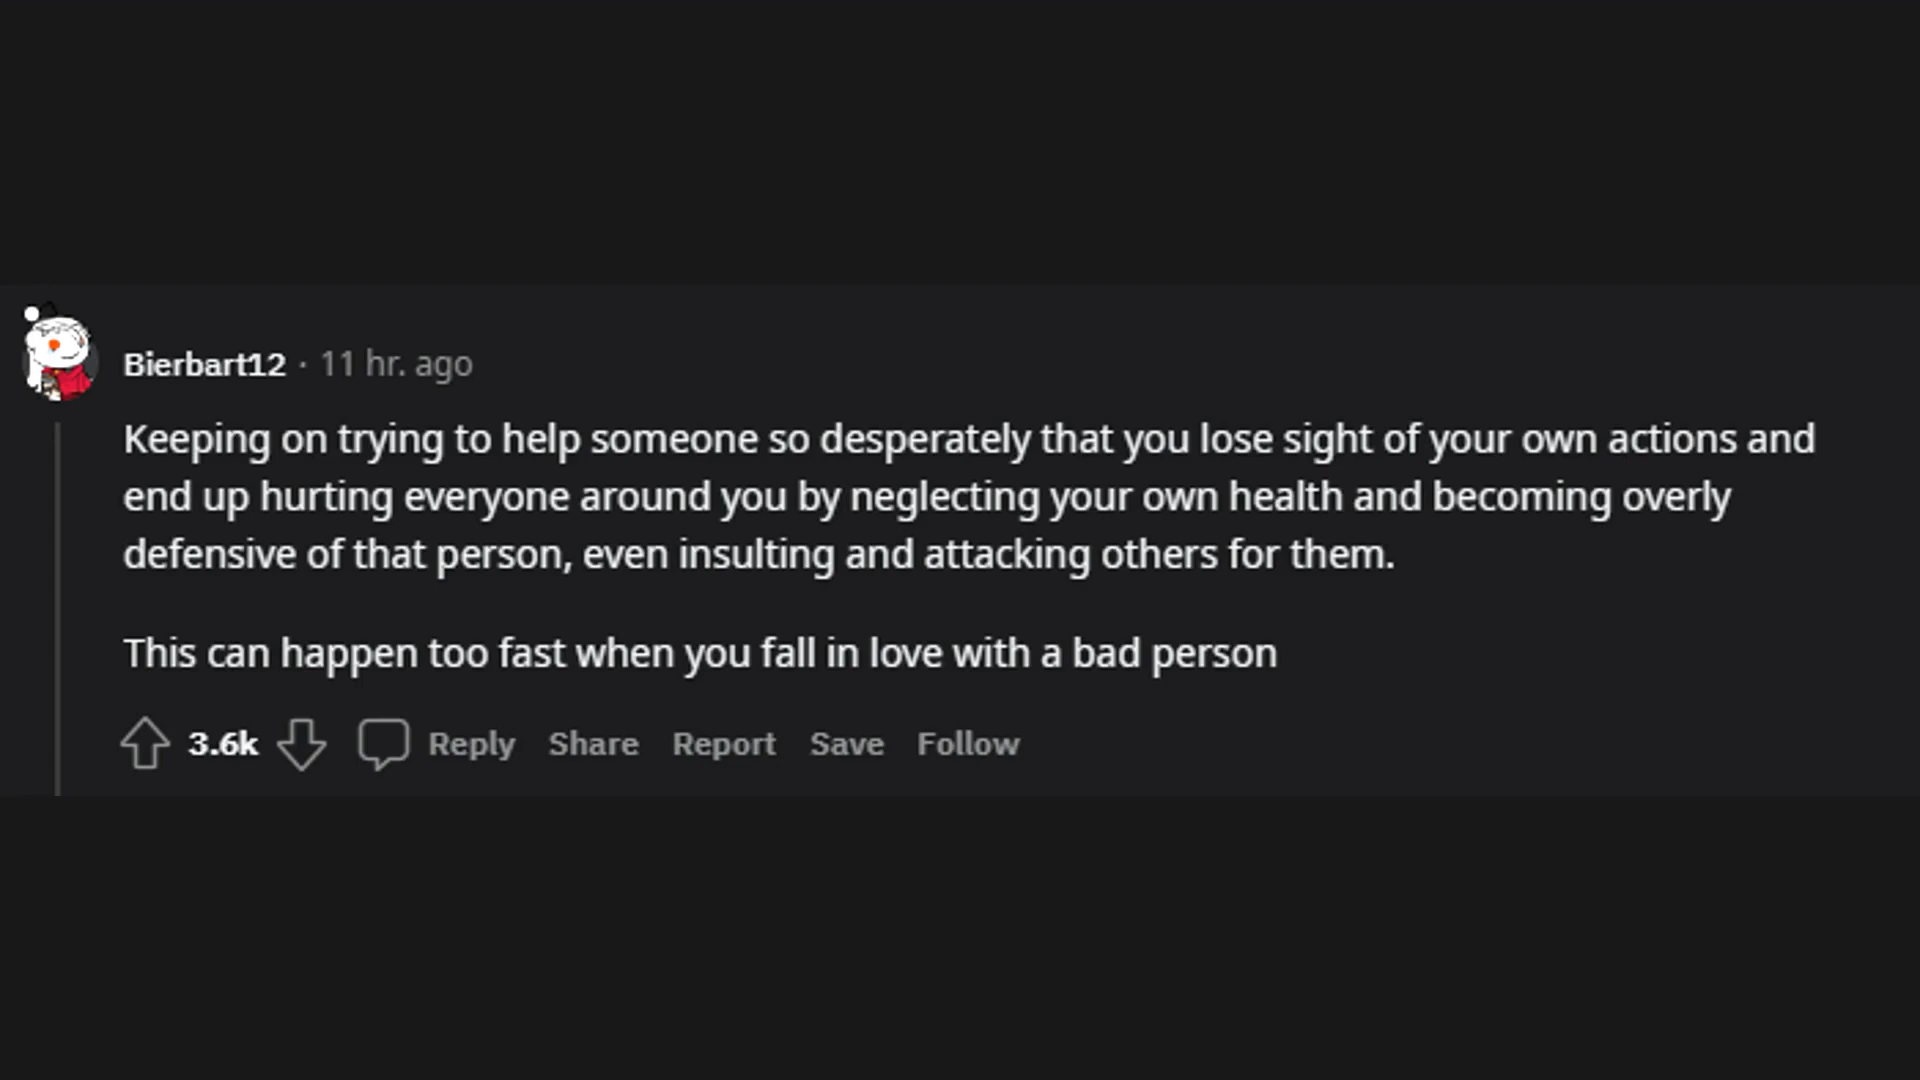 Bierbart12 · 11 hr. ago
Keeping on trying to help someone so desperately that you lose sight of your own actions and
end up hurting everyone around you by neglecting your own health and becoming overly
defensive of that person, even insulting and attacking others for them.
This can happen too fast when you fall in love with a bad person
3.6k Reply Share Report Save Follow